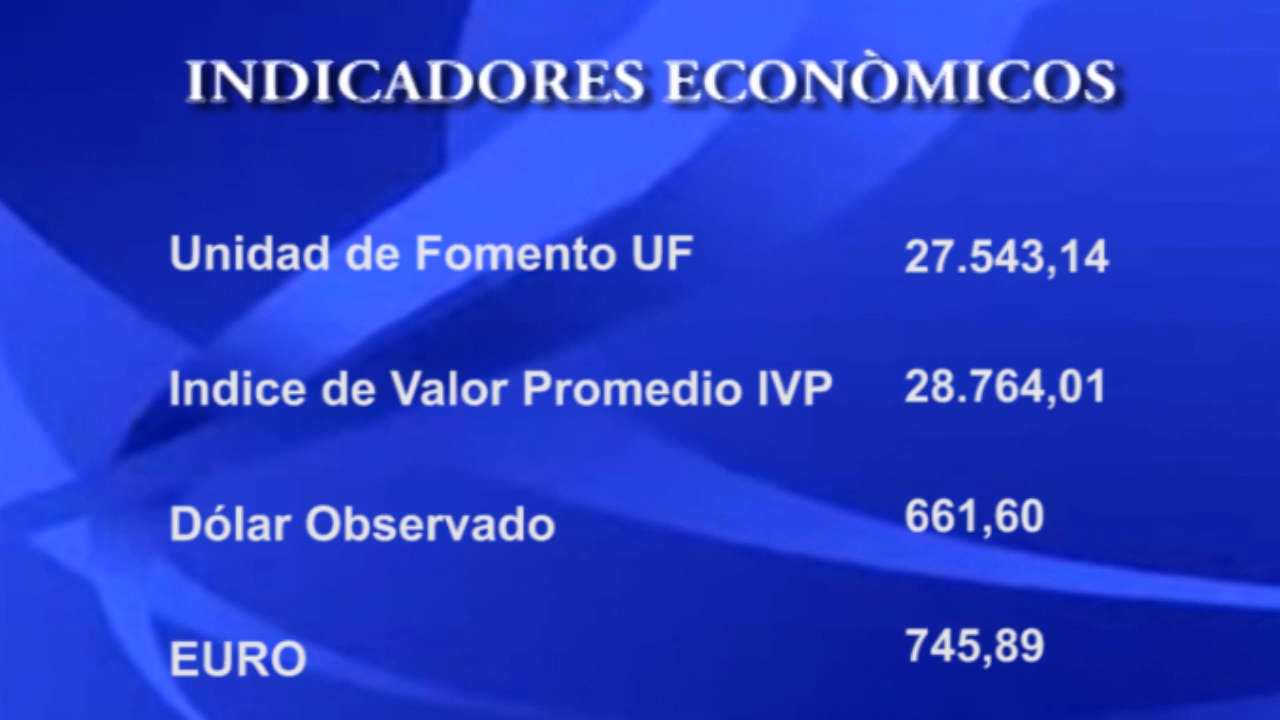 INDICADORES ECONÒMICOS
Unidad de Fomento UF 27.543,14
Indice de Valor Promedio IVP 28.764,01
Dólar Observado 661,60
EURO 745,89